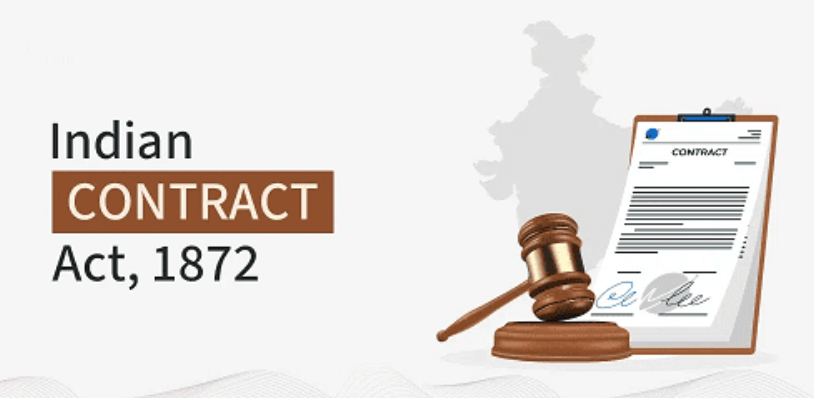 Indian
CONTRACT
Act, 1872
CONTRACT